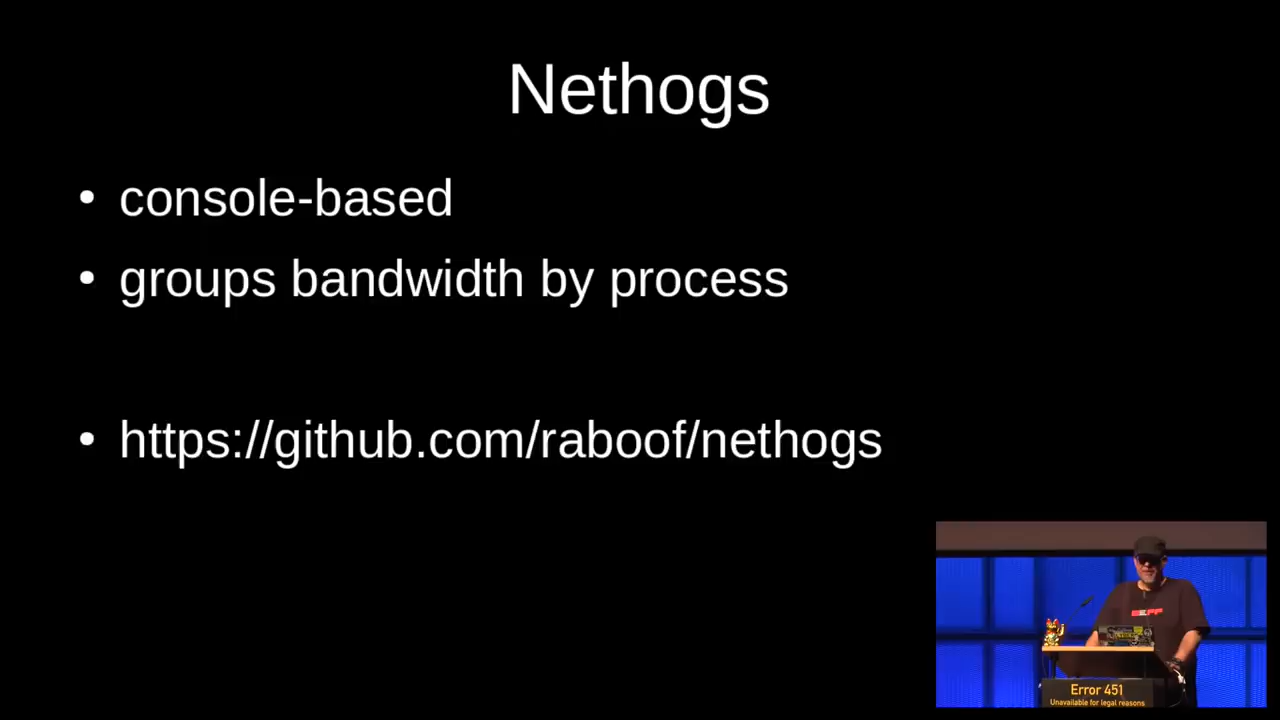 Nethogs
• console-based
• groups bandwidth by process
• https://github.com/raboof/nethogs
Error 451
Unavailable for legal reasons